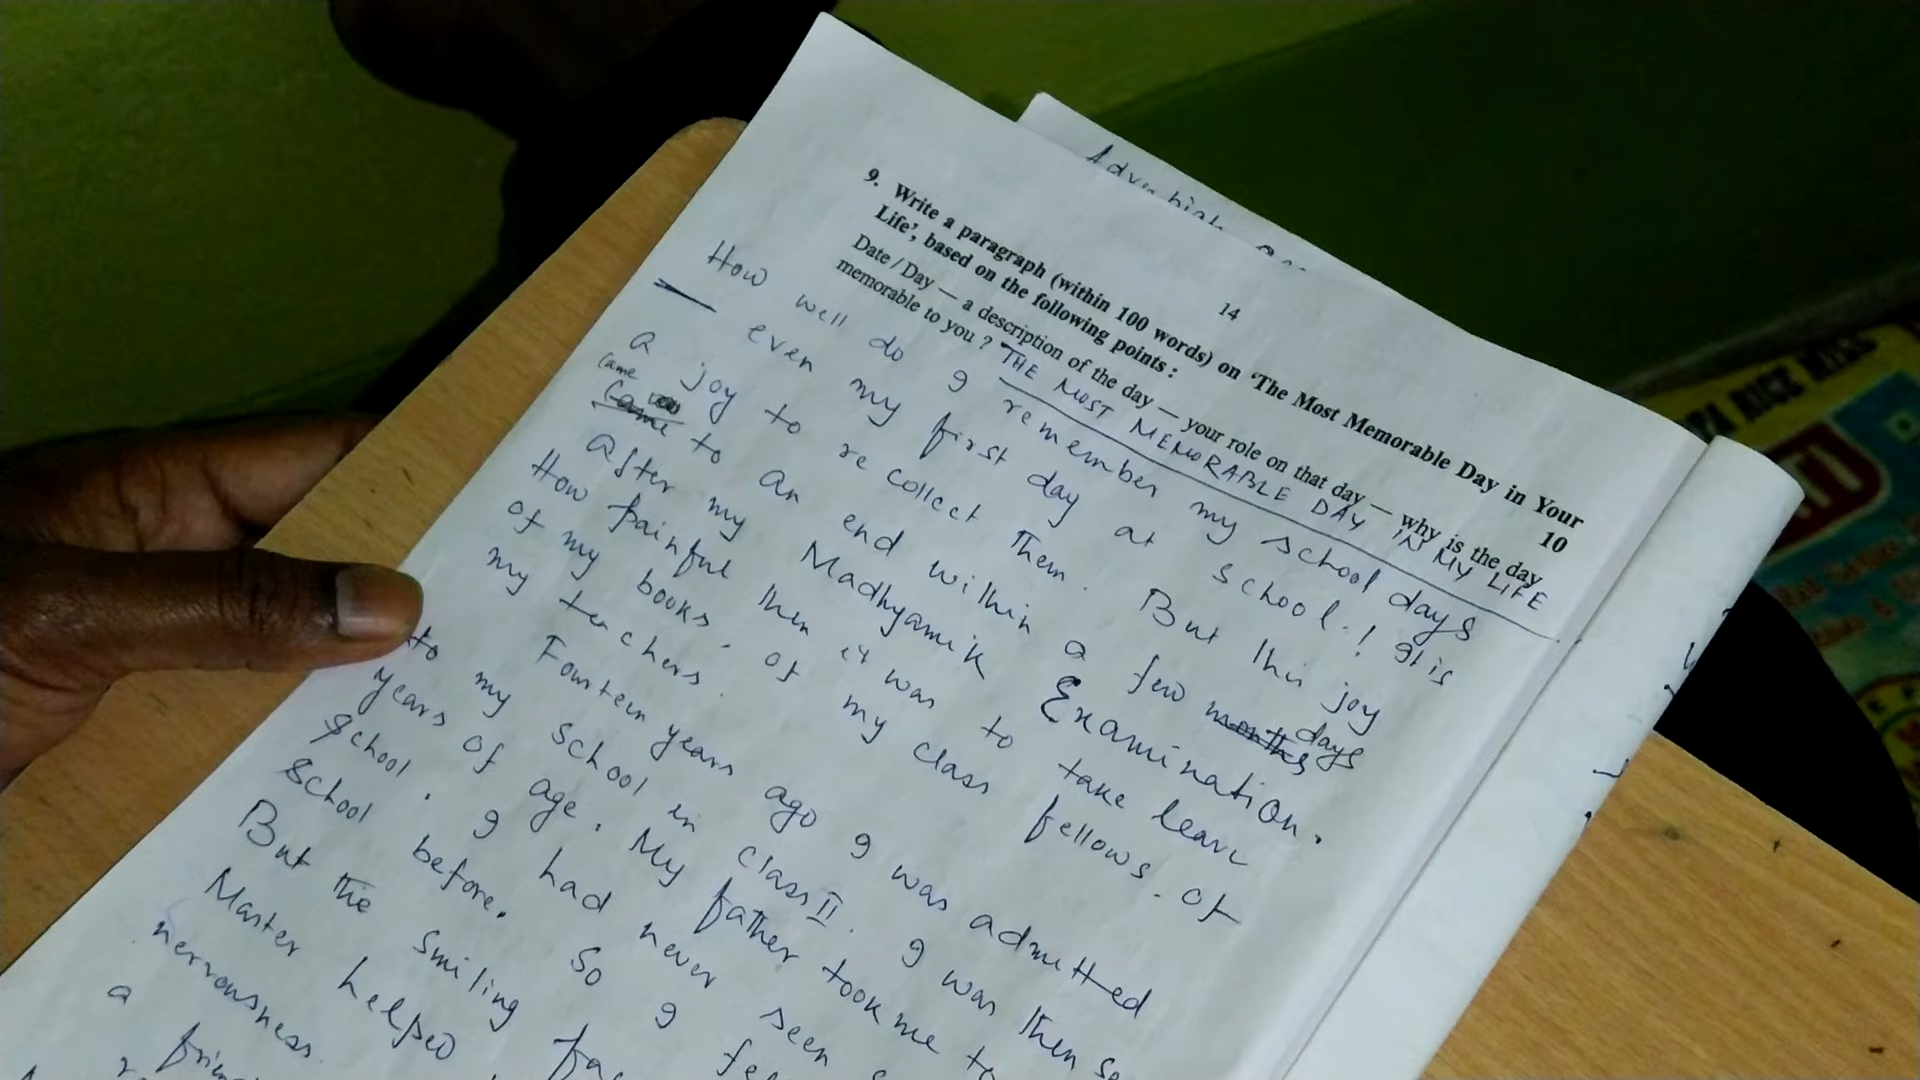 Adv
14
9. Write a paragraph (within 100 words) on 'The Most Memorable Day in Your
Life', based on the following points : 10
Date / Day — a description of the day — your role on that day — why is the day
memorable to you ? THE MOST MEMORABLE DAY IN MY LIFE
How well do I remember my school days
even my first day at school.! It is
a joy to re collect them. But this joy
came
Came to an end within a few months days
after my Madhyamik Examination.
How painful then it was to take leave
of my books, of my class fellows. of
my teachers.
Fourteen years ago I was admitted
to my School in class II. I was then
years of age. My father took me to
School. I had never seen
School before. So I
But the smiling
Master helped
nervousness.
a
RICE